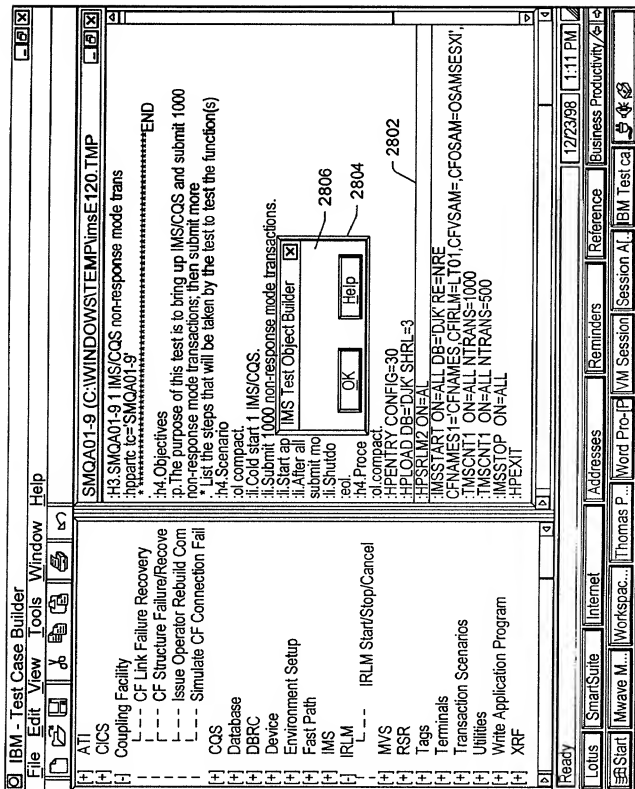 IBM - Test Case Builder
File Edit View Tools Window Help
ATI
CICS
Coupling Facility
CF Link Failure Recovery
CF Structure Failure/Recove
Issue Operator Rebuild Com
Simulate CF Connection Fail
CQS
Database
DBRC
Device
Environment Setup
Fast Path
IMS
IRLM
IRLM Start/Stop/Cancel
MVS
RSR
Tags
Terminals
Transaction Scenarios
Utilities
Write Application Program
XRF
SMQA01-9 (C:\WINDOWS\TEMP\imsE120.TMP
:H3.SMQA01-9 1 IMS/CQS non-response mode trans
:hppartc tc='SMQA01-9'
END
:h4.Objectives
:p.The purpose of this test is to bring up IMS/CQS and submit 1000
non-response mode transactions; then submit more
* List the steps that will be taken by the test to test the function(s)
:h4.Scenario
:ol.compact.
:li.Cold start 1 IMS/CQS.
:li.Submit 1000 non-response mode transactions.
:li.Start ap
:li.After all
submit mo
:li.Shutdo
:eol.
:h4.Proce
:ol.compact.
:HPENTRY CONFIG=30
:HPLOAD DB='DJK' SHRL=3
:HPSRLM2 ON=AL
:IMSSTART ON=ALL DB='DJK' RE=NRE
CFNAMES1='CFNAMES,CFIRLM=LT01,CFVSAM=,CFOSAM=OSAMSESXI',
:TMSCNT1 ON=ALL NTRANS=1000
:TMSCNT1 ON=ALL NTRANS=500
:IMSSTOP ON=ALL
:HPEXIT
IMS Test Object Builder
OK Help
2806
2804
2802
Ready 12/23/98 1:11 PM
Lotus SmartSuite Internet Addresses Reminders Reference Business Productivity
Start Mwave M... Workspac... Thomas P... Word Pro-[P VM Session Session A[.. IBM Test ca